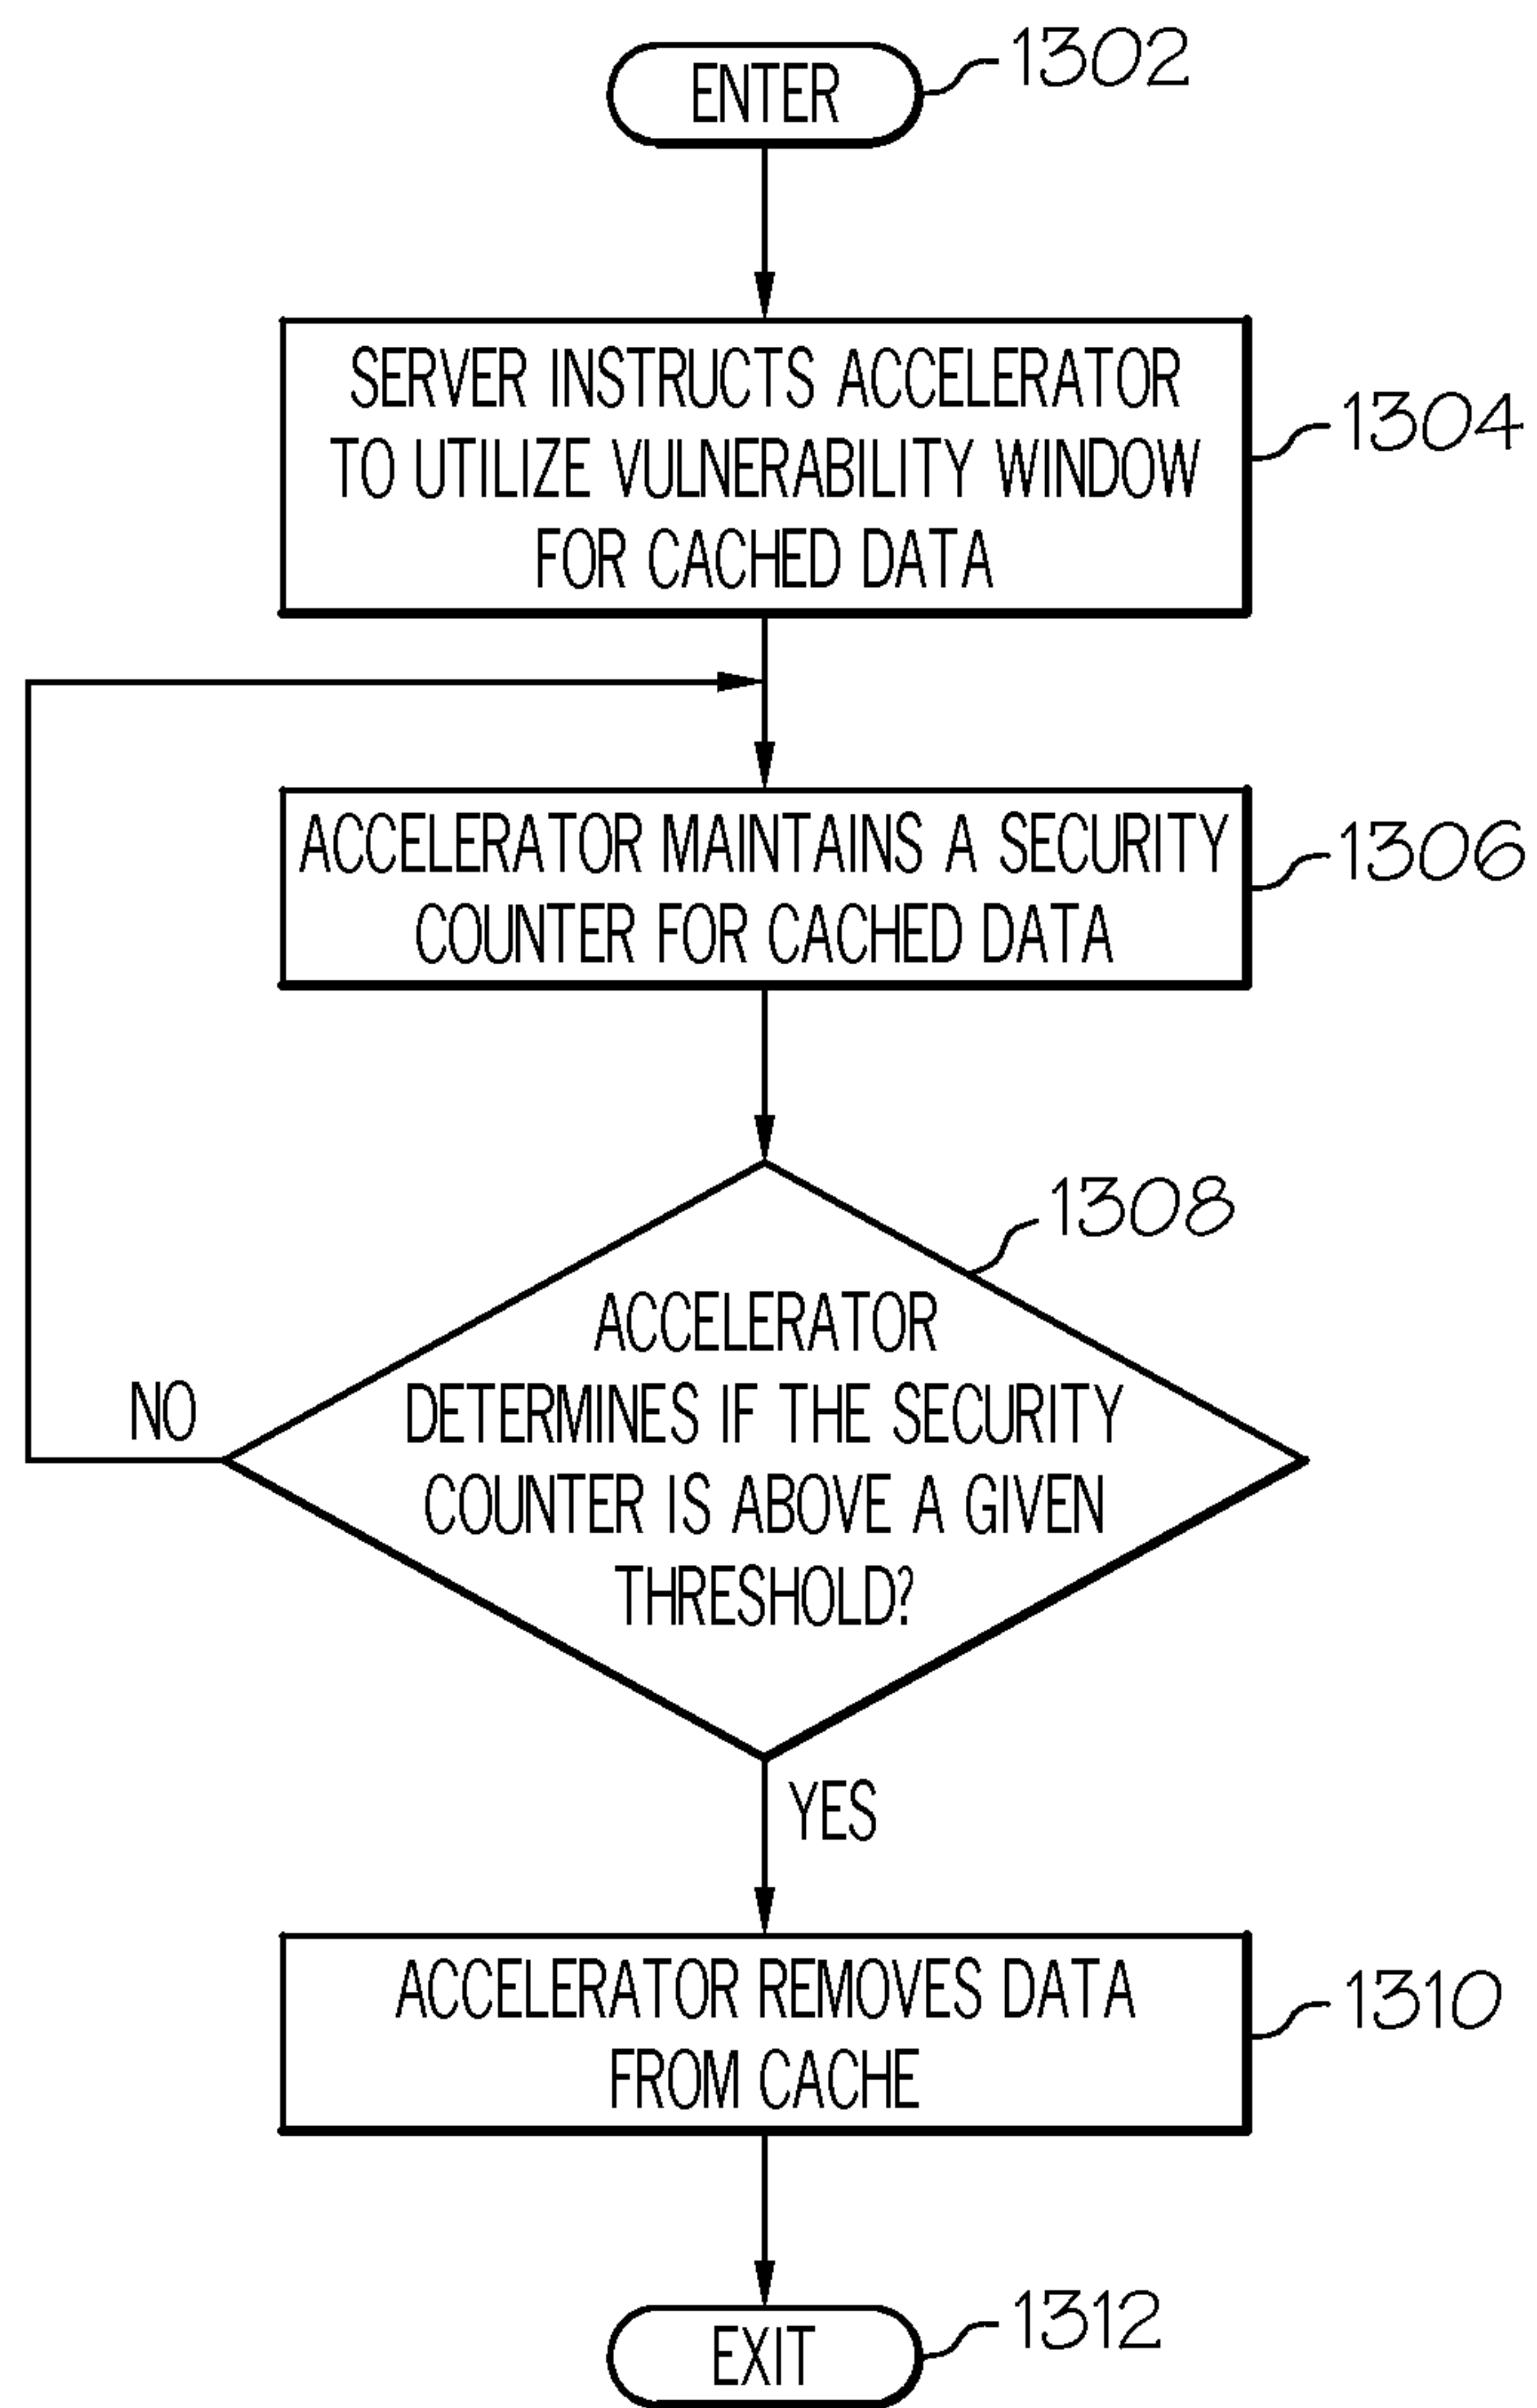 ENTER
1302
SERVER INSTRUCTS ACCELERATOR
TO UTILIZE VULNERABILITY WINDOW
FOR CACHED DATA
1304
ACCELERATOR MAINTAINS A SECURITY
COUNTER FOR CACHED DATA
1306
1308
ACCELERATOR
DETERMINES IF THE SECURITY
COUNTER IS ABOVE A GIVEN
THRESHOLD?
NO
YES
ACCELERATOR REMOVES DATA
FROM CACHE
1310
EXIT
1312